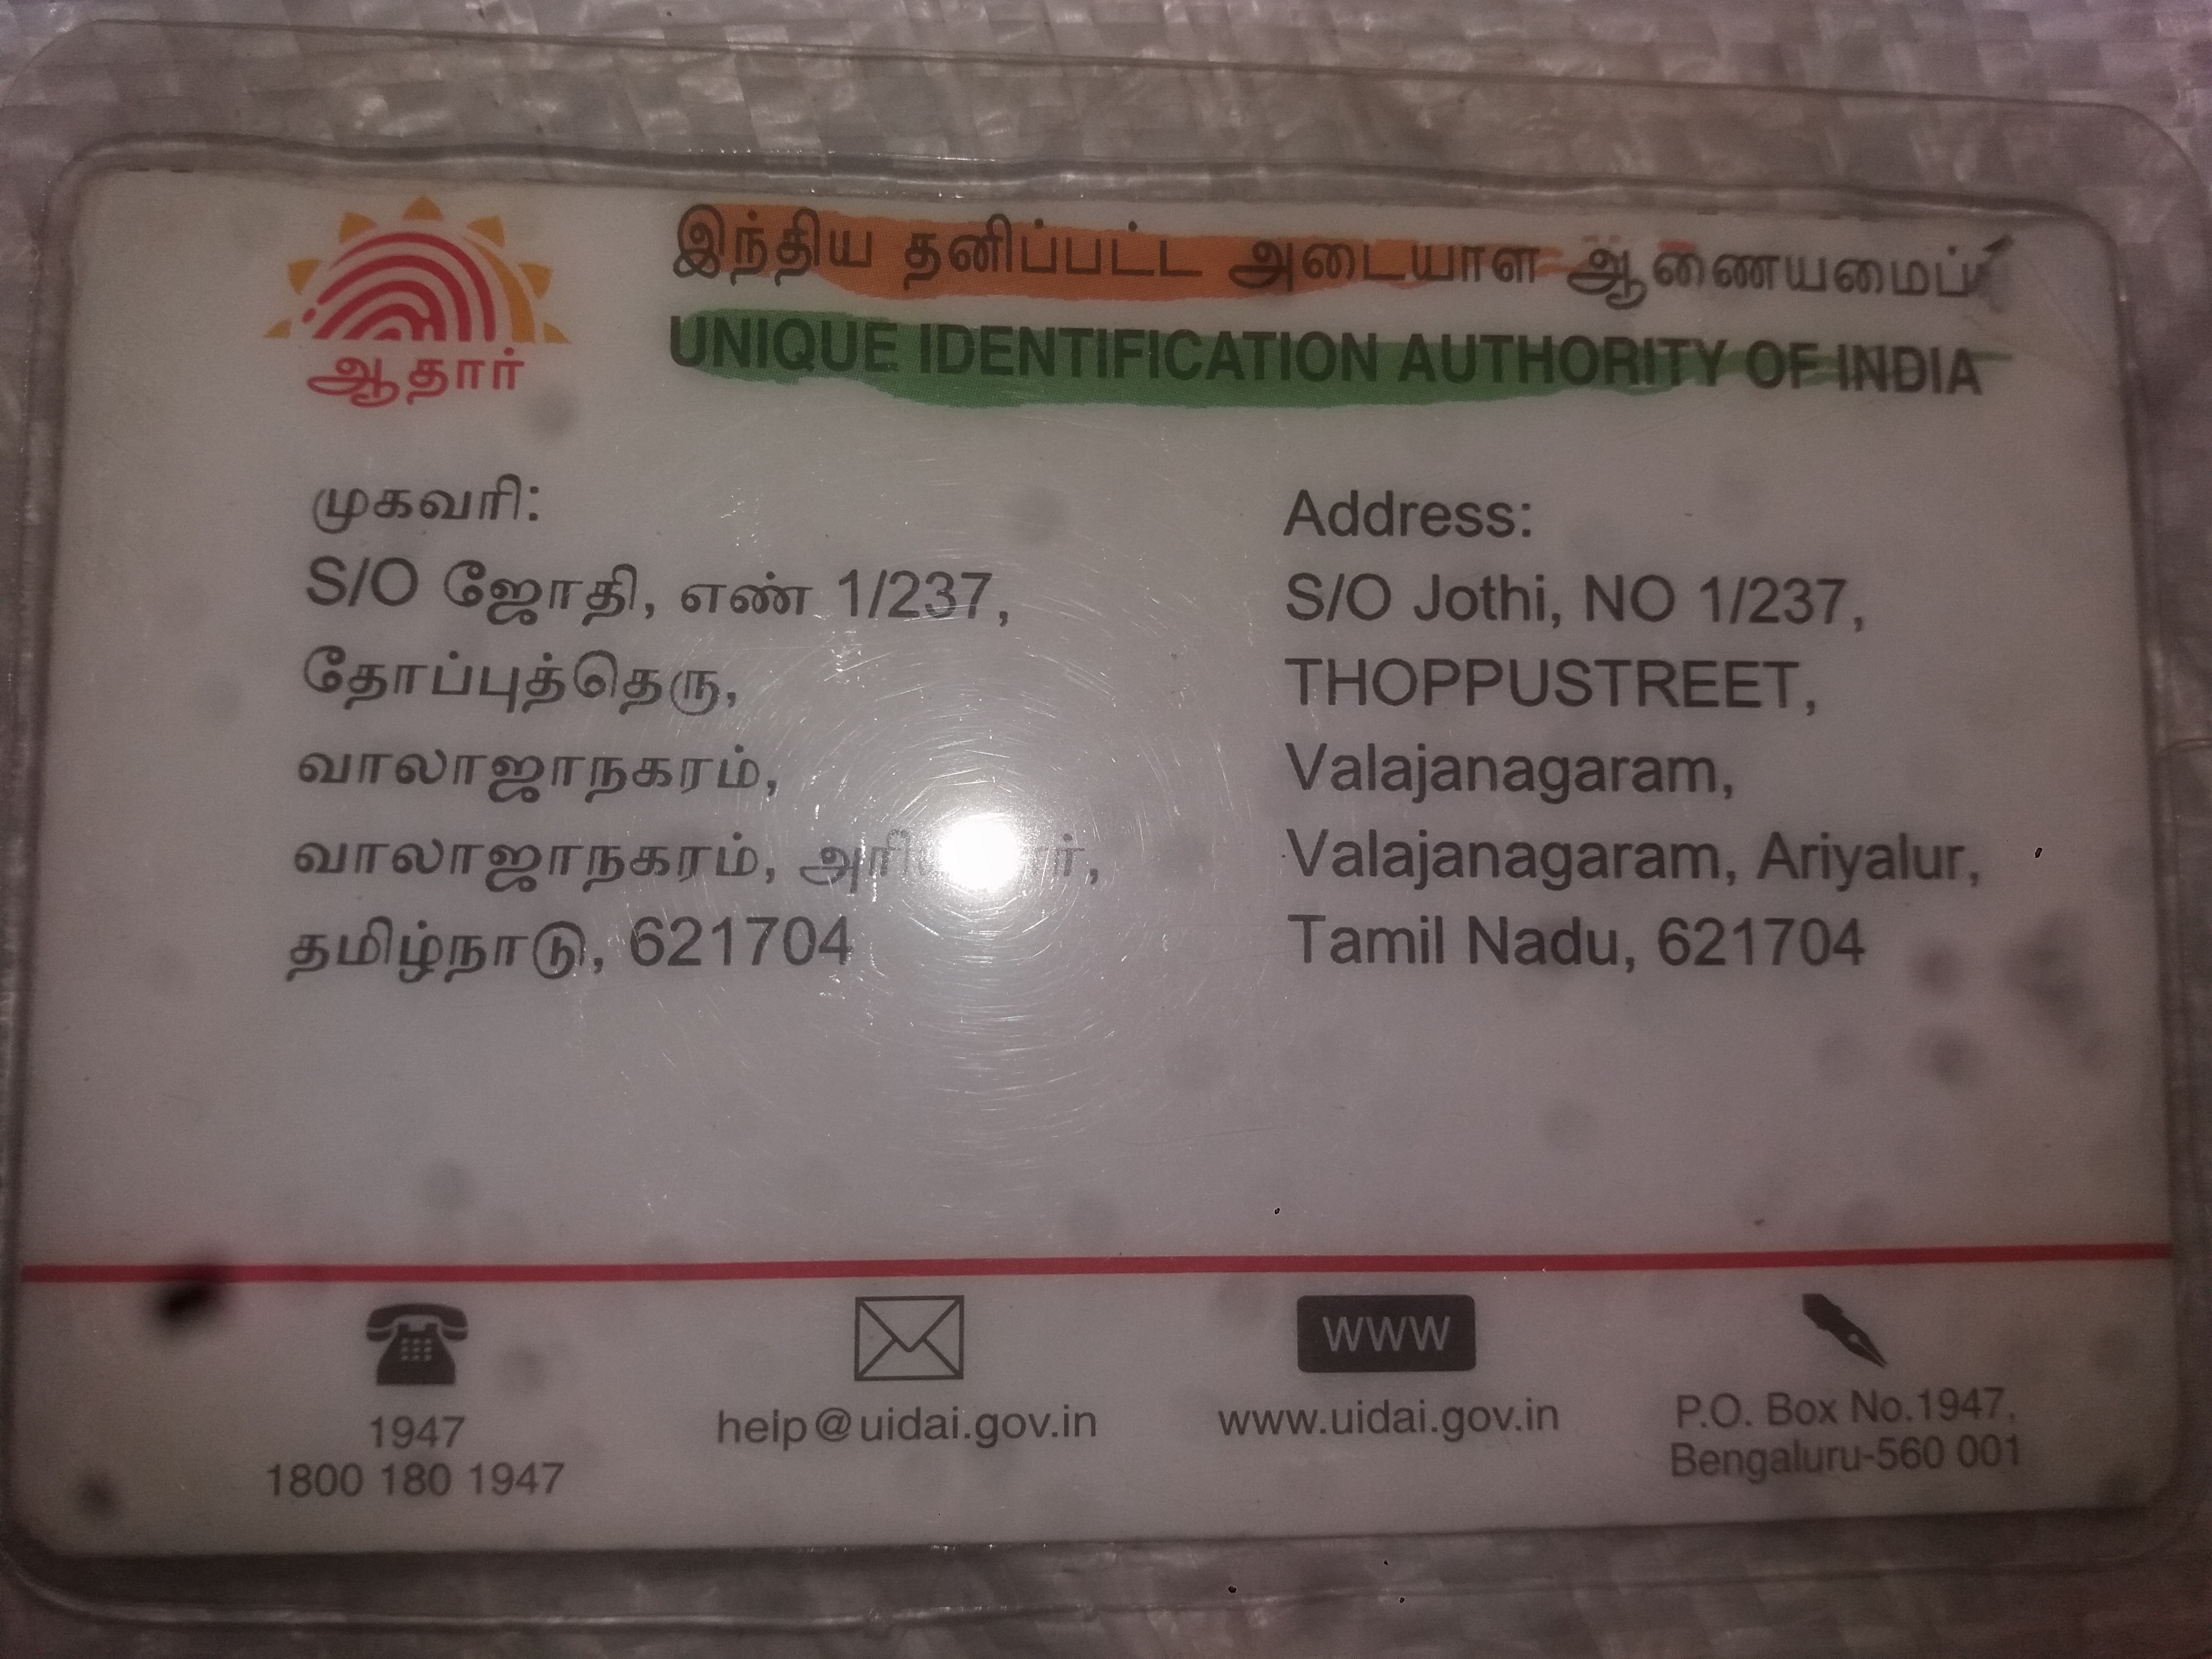 ஆதார்
இந்திய தனிப்பட்ட அடையாள ஆணையமைப்
UNIQUE IDENTIFICATION AUTHORITY OF INDIA
முகவரி:
S/O ஜோதி, எண் 1/237,
தோப்புத்தெரு,
வாலாஜாநகரம்,
வாலாஜாநகரம்,
தமிழ்நாடு, 621704
Address:
S/O Jothi, NO 1/237,
THOPPUSTREET,
Valajanagaram,
Valajanagaram, Ariyalur,
Tamil Nadu, 621704
1947
1800 180 1947
help@uidai.gov.in
WWW
www.uidai.gov.in
P.O. Box No.1947,
Bengaluru-560 001